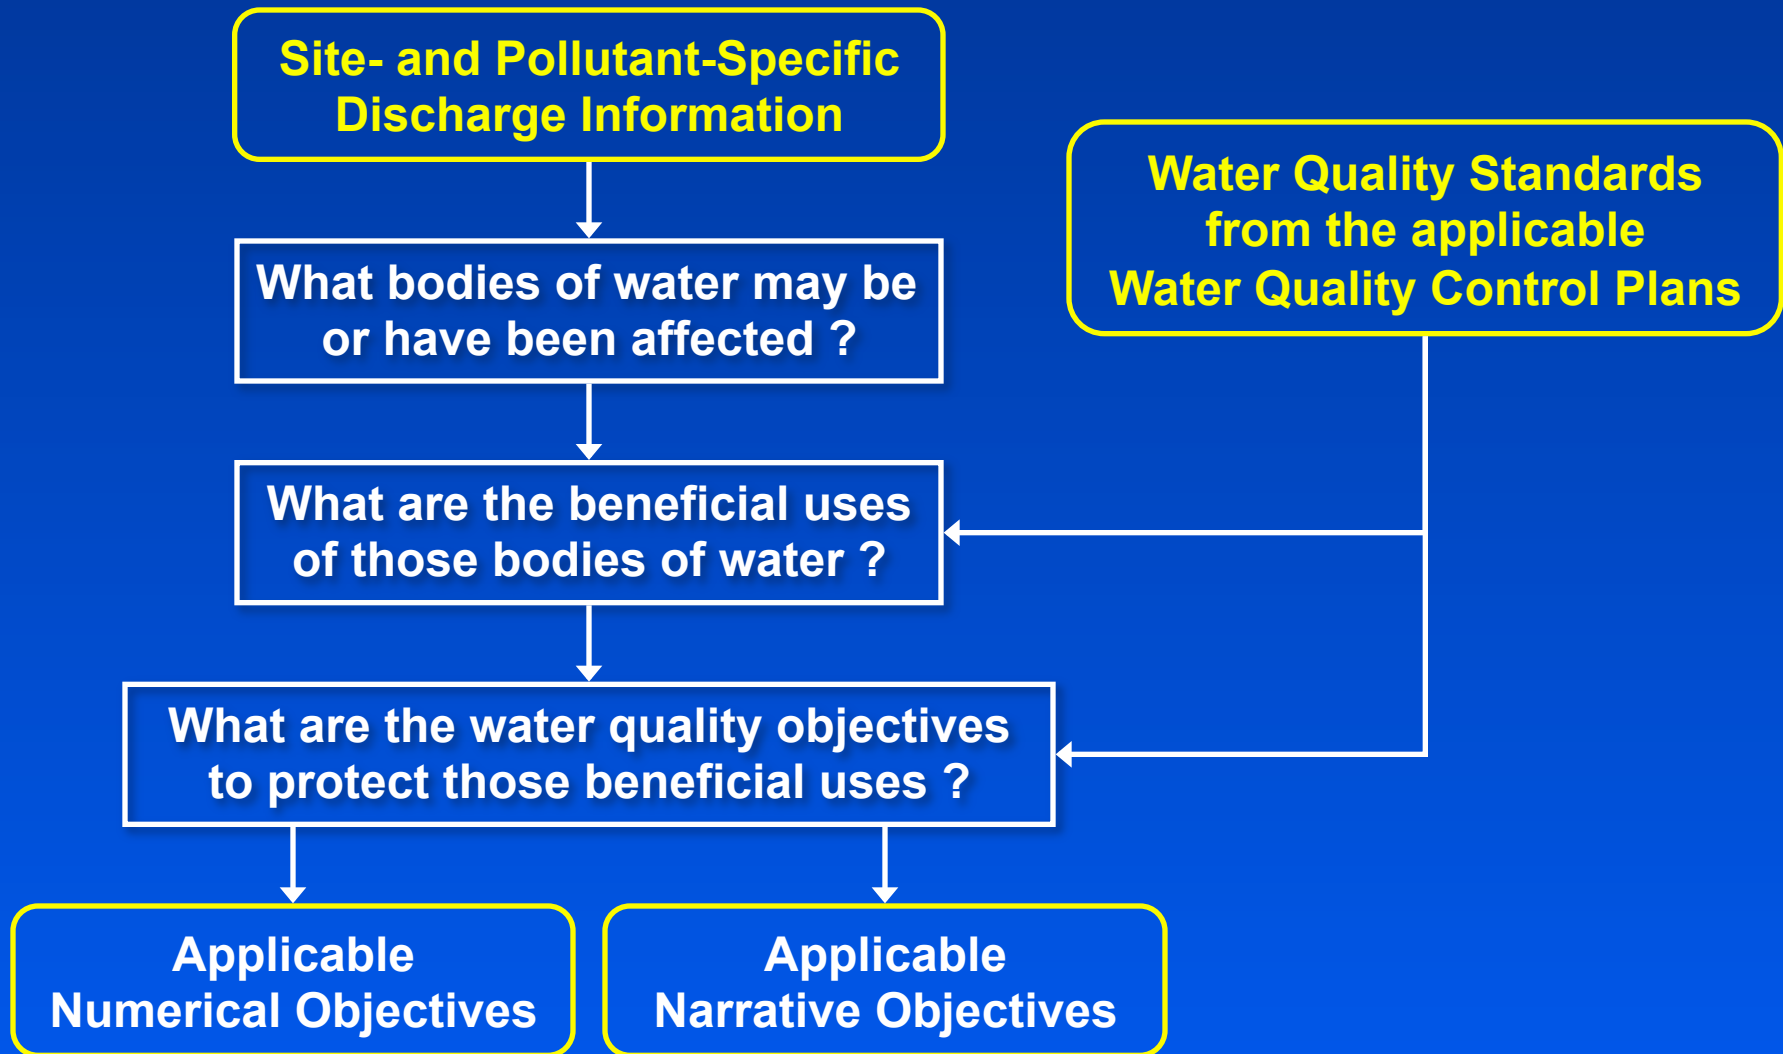 Site- and Pollutant-Specific
Discharge Information
Water Quality Standards
from the applicable
Water Quality Control Plans
What bodies of water may be
or have been affected ?
What are the beneficial uses
of those bodies of water ?
What are the water quality objectives
to protect those beneficial uses ?
Applicable
Numerical Objectives
Applicable
Narrative Objectives